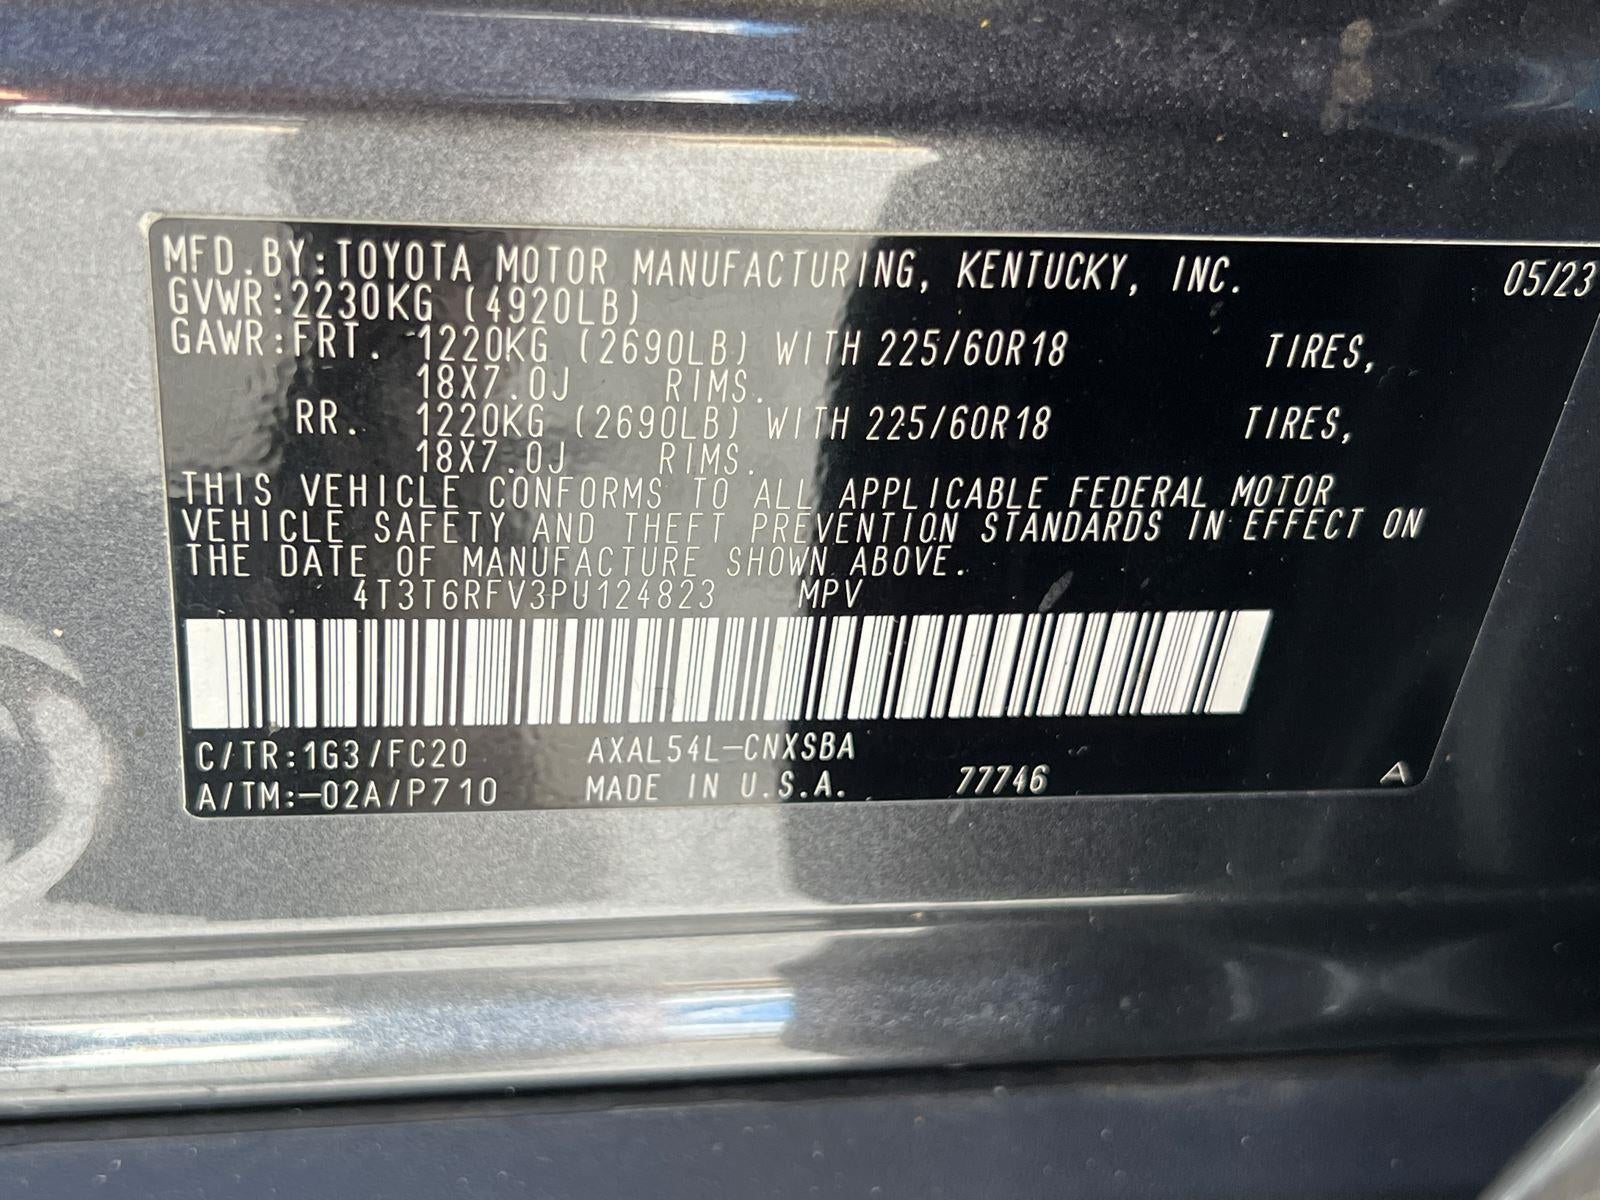 MFD.BY:TOYOTA MOTOR MANUFACTURING, KENTUCKY, INC. 05/23
GVWR:2230KG (4920LB)
GAWR:FRT. 1220KG (2690LB) WITH 225/60R18 TIRES,
18X7.0J RIMS.
RR. 1220KG (2690LB) WITH 225/60R18 TIRES,
18X7.0J RIMS.
THIS VEHICLE CONFORMS TO ALL APPLICABLE FEDERAL MOTOR
VEHICLE SAFETY AND THEFT PREVENTION STANDARDS IN EFFECT ON
THE DATE OF MANUFACTURE SHOWN ABOVE.
4T3T6RFV3PU124823 MPV
C/TR:1G3/FC20 AXAL54L-CNXSBA
A/TM:-02A/P710 MADE IN U.S.A. 77746 A